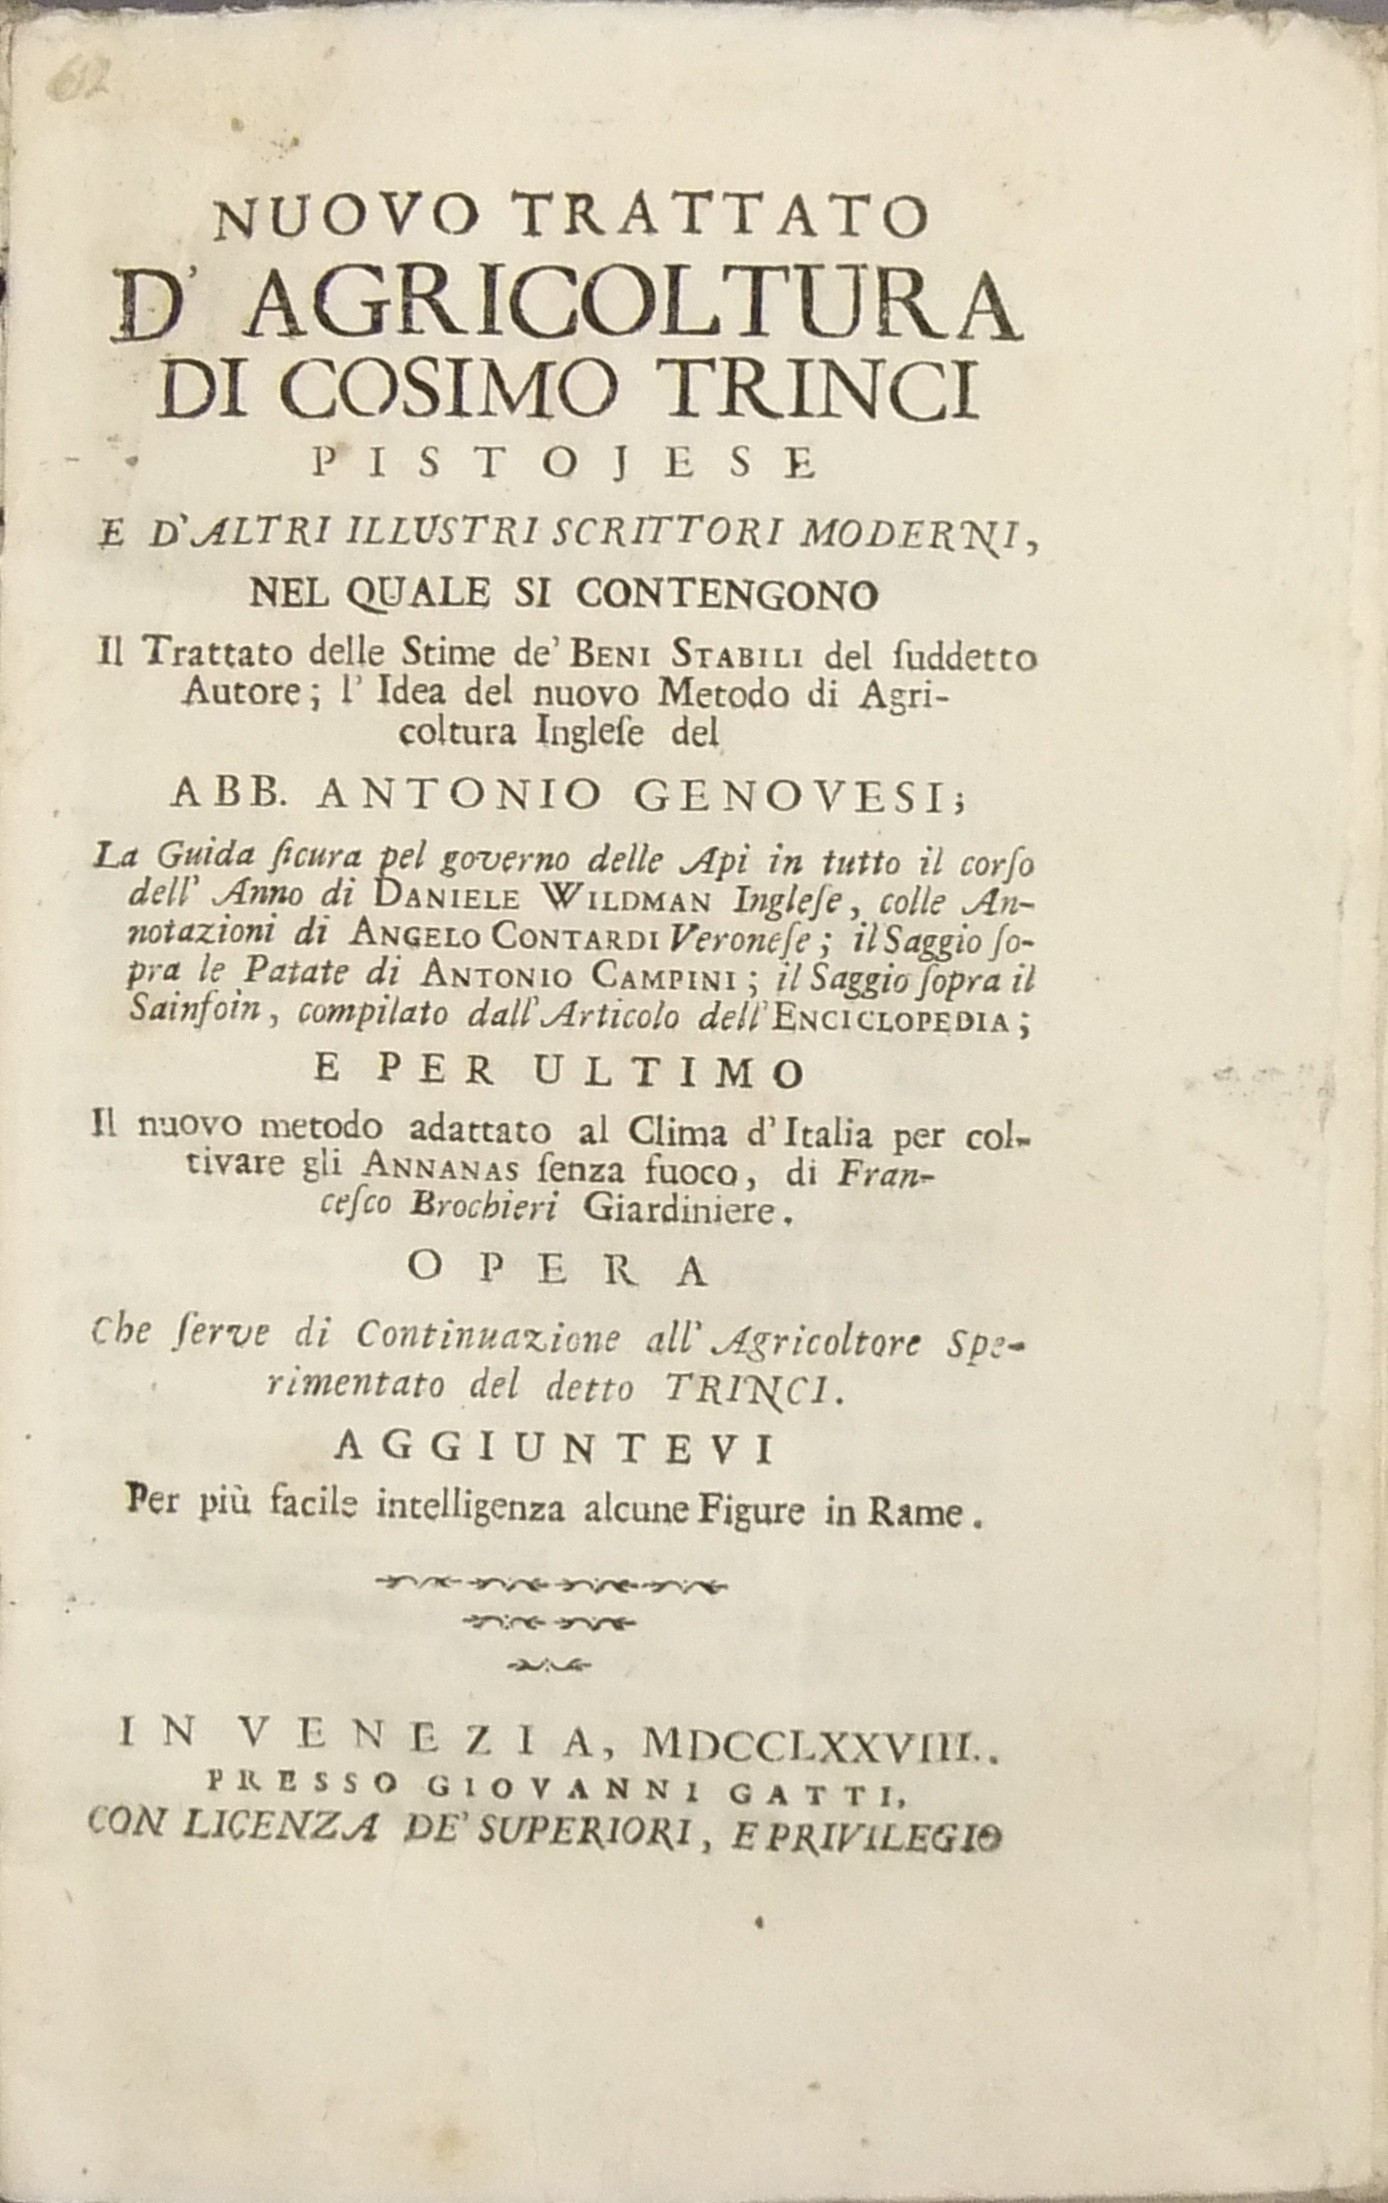 612
NUOVO TRATTATO
D' AGRICOLTURA
DI COSIMO TRINCI
PISTOJESE
E D'ALTRI ILLUSTRI SCRITTORI MODERNI,
NEL QUALE SI CONTENGONO
Il Trattato delle Stime de' BENI STABILI del ſuddetto
Autore; l' Idea del nuovo Metodo di Agri-
coltura Ingleſe del
ABB. ANTONIO GENOVESI;
La Guida ſicura pel governo delle Api in tutto il corſo
dell' Anno di DANIELE WILDMAN Ingleſe, colle An-
notazioni di ANGELO CONTARDI Veroneſe; il Saggio ſo-
pra le Patate di ANTONIO CAMPINI; il Saggio ſopra il
Sainfoin, compilato dall' Articolo dell' ENCICLOPEDIA;
E PER ULTIMO
Il nuovo metodo adattato al Clima d'Italia per col-
tivare gli ANNANAS ſenza fuoco, di Fran-
ceſco Brochieri Giardiniere.
OPERA
Che ſerve di Continuazione all' Agricoltore Spe-
rimentato del detto TRINCI.
AGGIUNTEVI
Per più facile intelligenza alcune Figure in Rame.
IN VENEZIA, MDCCLXXVIII..
PRESSO GIOVANNI GATTI,
CON LICENZA DE' SUPERIORI, E PRIVILEGIO